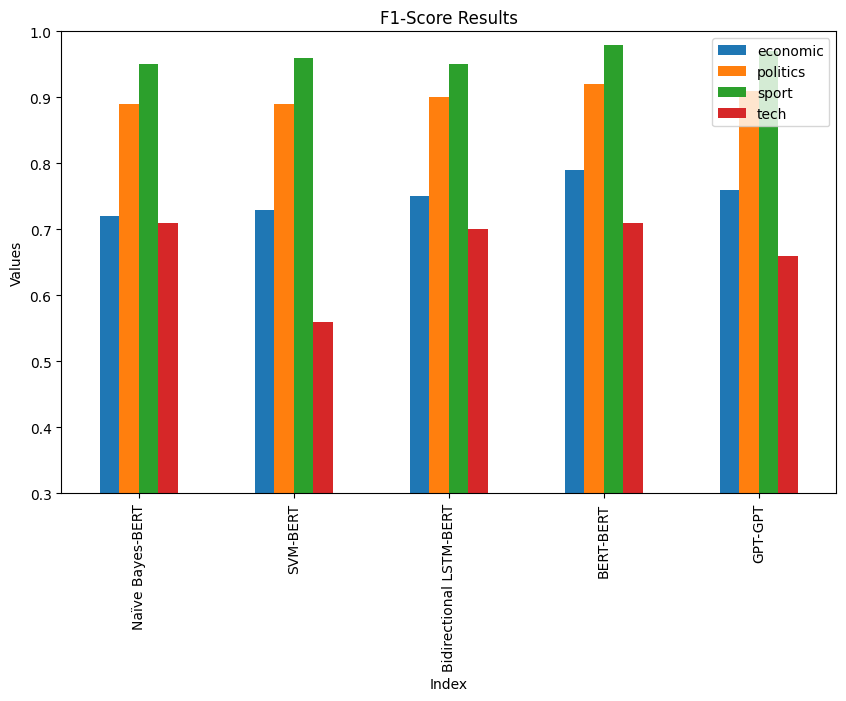 F1-Score Results
economic
politics
sport
tech
1.0
0.9
0.8
0.7
0.6
0.5
0.4
0.3
Values
Naïve Bayes-BERT
SVM-BERT
Bidirectional LSTM-BERT
BERT-BERT
GPT-GPT
Index